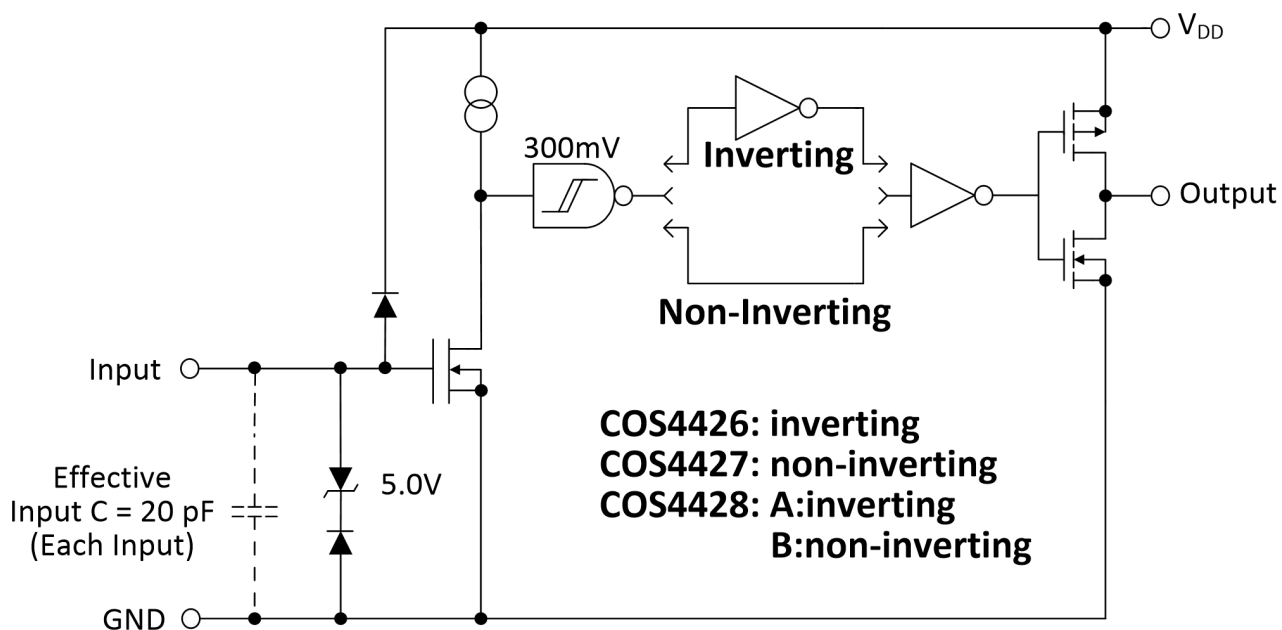 V_DD
300mV
Inverting
Output
Non-Inverting
Input
5.0V
Effective
Input C = 20 pF
(Each Input)
COS4426: inverting
COS4427: non-inverting
COS4428: A:inverting
B:non-inverting
GND